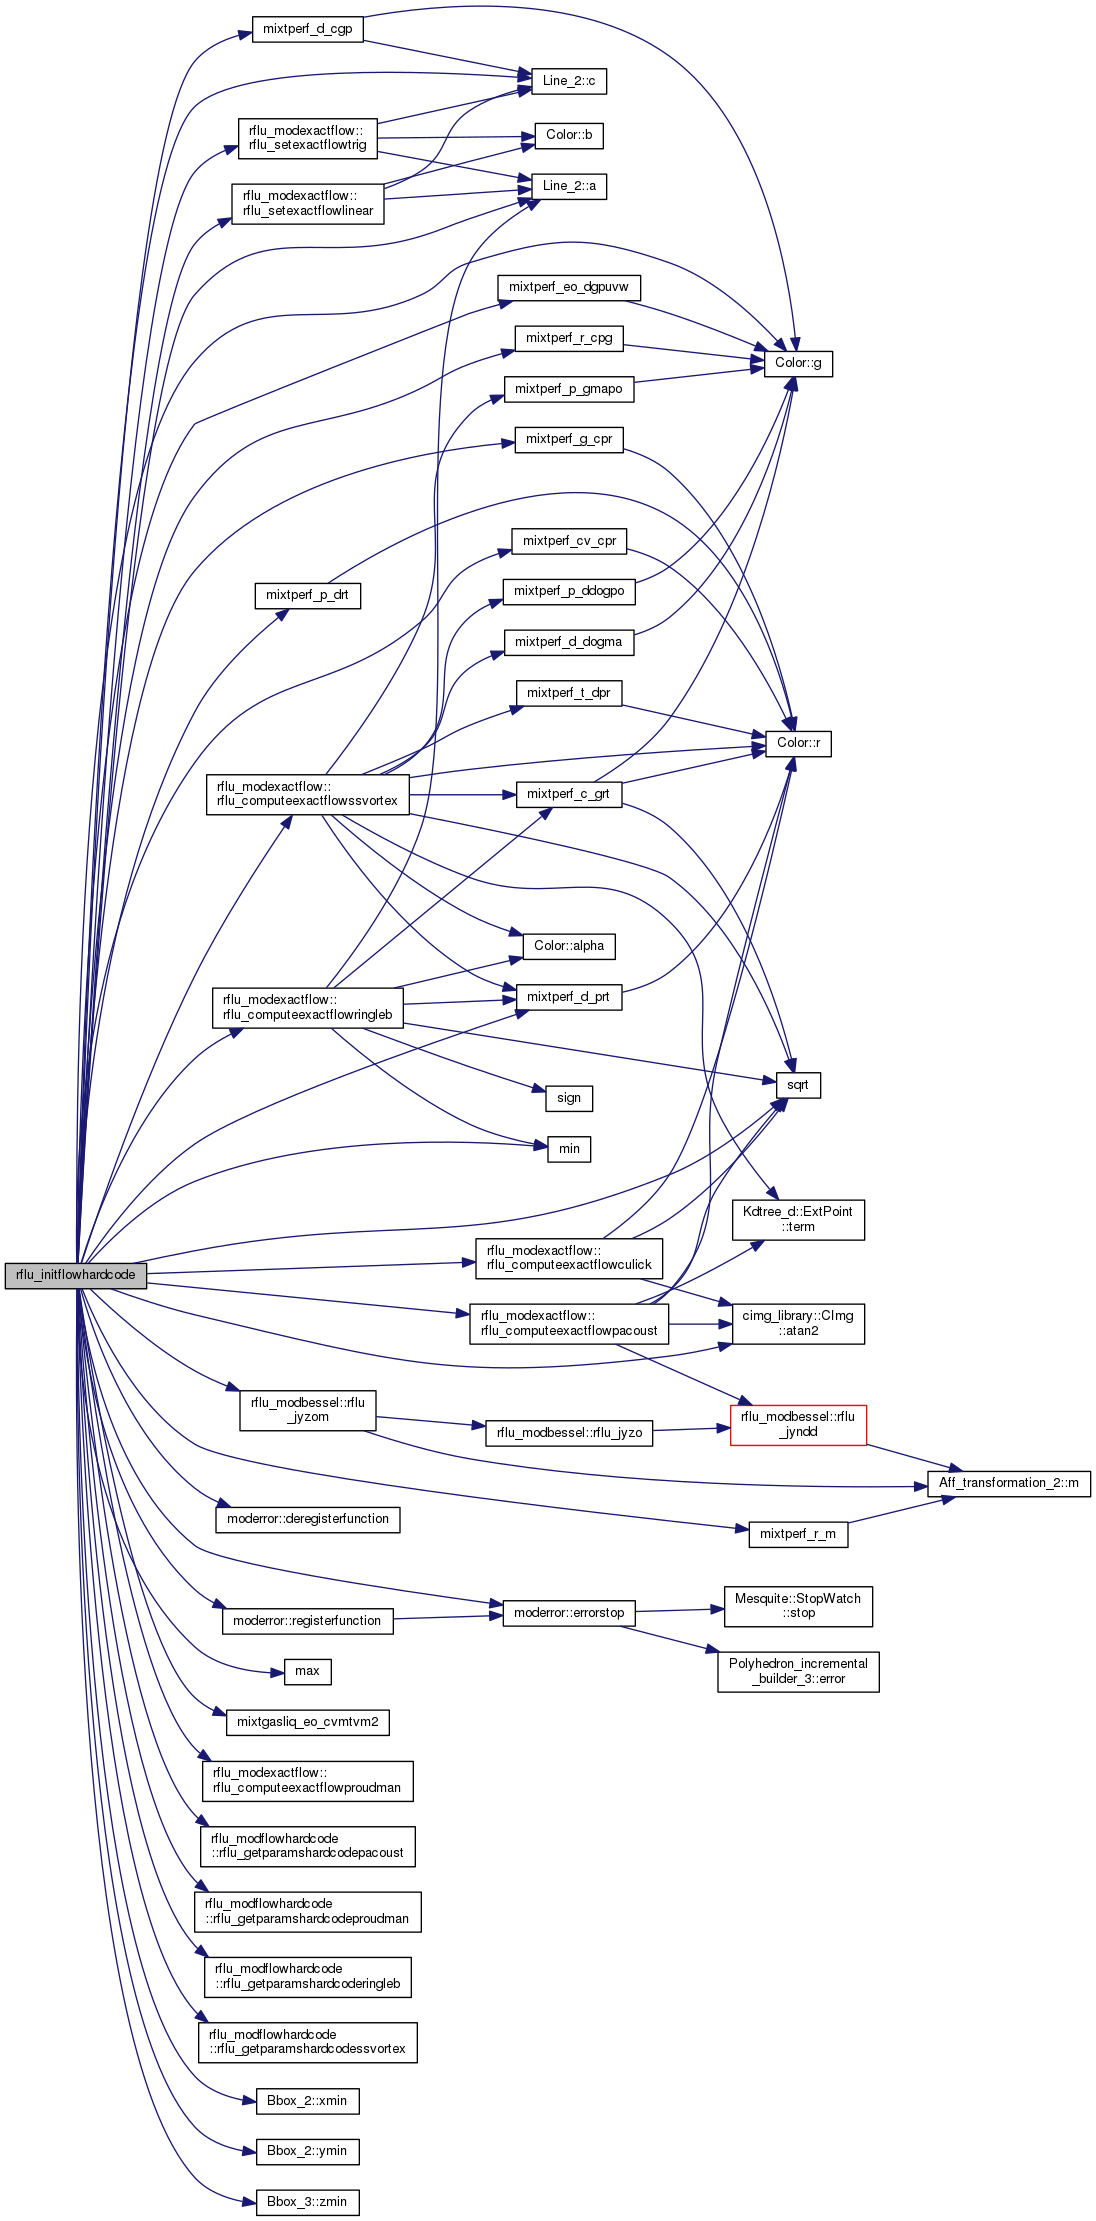 mixtperf_d_cgp
Line_2::c
rflu_modexactflow::
rflu_setexactflowtrig
Color::b
rflu_modexactflow::
rflu_setexactflowlinear
Line_2::a
mixtperf_eo_dgpuvw
mixtperf_r_cpg
Color::g
mixtperf_p_gmapo
mixtperf_g_cpr
mixtperf_cv_cpr
mixtperf_p_drt
mixtperf_p_ddogpo
mixtperf_d_dogma
mixtperf_t_dpr
Color::r
rflu_modexactflow::
rflu_computeexactflowssvortex
mixtperf_c_grt
Color::alpha
rflu_modexactflow::
rflu_computeexactflowringleb
mixtperf_d_prt
sqrt
sign
min
Kdtree_d::ExtPoint
::term
rflu_initflowhardcode
rflu_modexactflow::
rflu_computeexactflowculick
rflu_modexactflow::
rflu_computeexactflowpacoust
cimg_library::CImg
::atan2
rflu_modbessel::rflu
_jyzom
rflu_modbessel::rflu_jyzo
rflu_modbessel::rflu
_jyndd
Aff_transformation_2::m
moderror::deregisterfunction
mixtperf_r_m
moderror::registerfunction
moderror::errorstop
Mesquite::StopWatch
::stop
Polyhedron_incremental
_builder_3::error
max
mixtgasliq_eo_cvmtvm2
rflu_modexactflow::
rflu_computeexactflowproudman
rflu_modflowhardcode
::rflu_getparamshardcodepacoust
rflu_modflowhardcode
::rflu_getparamshardcodeproudman
rflu_modflowhardcode
::rflu_getparamshardcoderingleb
rflu_modflowhardcode
::rflu_getparamshardcodessvortex
Bbox_2::xmin
Bbox_2::ymin
Bbox_3::zmin